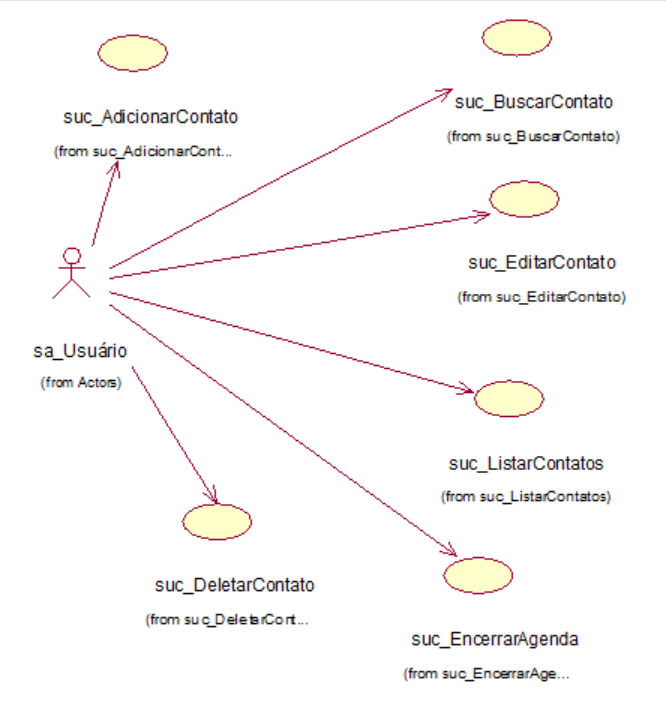 suc_AdicionarContato
(from suc_AdicionarCont...
suc_BuscarContato
(from suc_BuscarContato)
suc_EditarContato
(from suc_EditarContato)
sa_Usuário
(from Actors)
suc_ListarContatos
(from suc_ListarContatos)
suc_DeletarContato
(from suc_DeletarCont...
suc_EncerrarAgenda
(from suc_EncerrarAge...